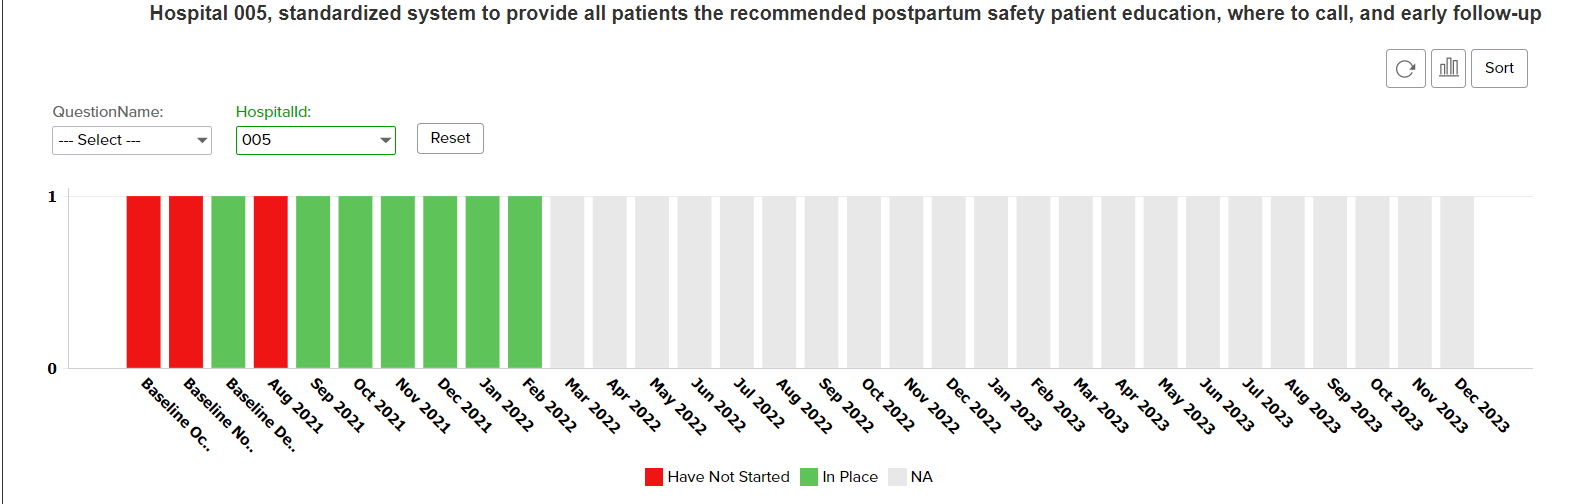 Hospital 005, standardized system to provide all patients the recommended postpartum safety patient education, where to call, and early follow-up
Sort
QuestionName:
HospitalId:
--- Select ---
005
Reset
1
0
Baseline Oc..
Baseline No..
Baseline De..
Aug 2021
Sep 2021
Oct 2021
Nov 2021
Dec 2021
Jan 2022
Feb 2022
Mar 2022
Apr 2022
May 2022
Jun 2022
Jul 2022
Aug 2022
Sep 2022
Oct 2022
Nov 2022
Dec 2022
Jan 2023
Feb 2023
Mar 2023
Apr 2023
May 2023
Jun 2023
Jul 2023
Aug 2023
Sep 2023
Oct 2023
Nov 2023
Dec 2023
Have Not Started
In Place
NA